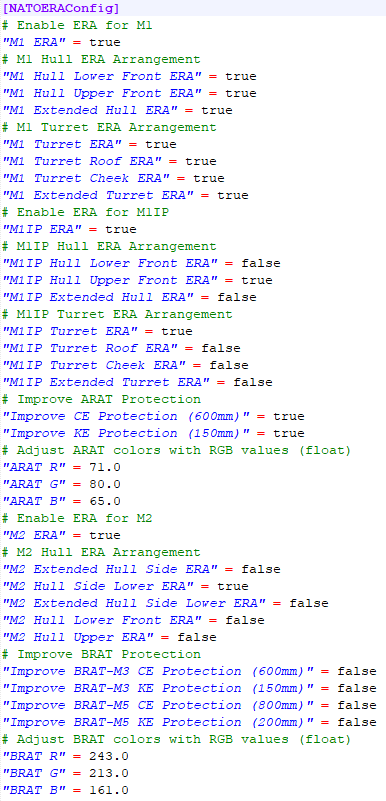 [NATOERAConfig]
# Enable ERA for M1
"M1 ERA" = true
# M1 Hull ERA Arrangement
"M1 Hull Lower Front ERA" = true
"M1 Hull Upper Front ERA" = true
"M1 Extended Hull ERA" = true
# M1 Turret ERA Arrangement
"M1 Turret ERA" = true
"M1 Turret Roof ERA" = true
"M1 Turret Cheek ERA" = true
"M1 Extended Turret ERA" = true
# Enable ERA for M1IP
"M1IP ERA" = true
# M1IP Hull ERA Arrangement
"M1IP Hull Lower Front ERA" = false
"M1IP Hull Upper Front ERA" = true
"M1IP Extended Hull ERA" = false
# M1IP Turret ERA Arrangement
"M1IP Turret ERA" = true
"M1IP Turret Roof ERA" = false
"M1IP Turret Cheek ERA" = false
"M1IP Extended Turret ERA" = false
# Improve ARAT Protection
"Improve CE Protection (600mm)" = true
"Improve KE Protection (150mm)" = true
# Adjust ARAT colors with RGB values (float)
"ARAT R" = 71.0
"ARAT G" = 80.0
"ARAT B" = 65.0
# Enable ERA for M2
"M2 ERA" = true
# M2 Hull ERA Arrangement
"M2 Extended Hull Side ERA" = false
"M2 Hull Side Lower ERA" = true
"M2 Extended Hull Side Lower ERA" = false
"M2 Hull Lower Front ERA" = false
"M2 Hull Upper ERA" = false
# Improve BRAT Protection
"Improve BRAT-M3 CE Protection (600mm)" = false
"Improve BRAT-M3 KE Protection (150mm)" = false
"Improve BRAT-M5 CE Protection (800mm)" = false
"Improve BRAT-M5 KE Protection (200mm)" = false
# Adjust BRAT colors with RGB values (float)
"BRAT R" = 243.0
"BRAT G" = 213.0
"BRAT B" = 161.0